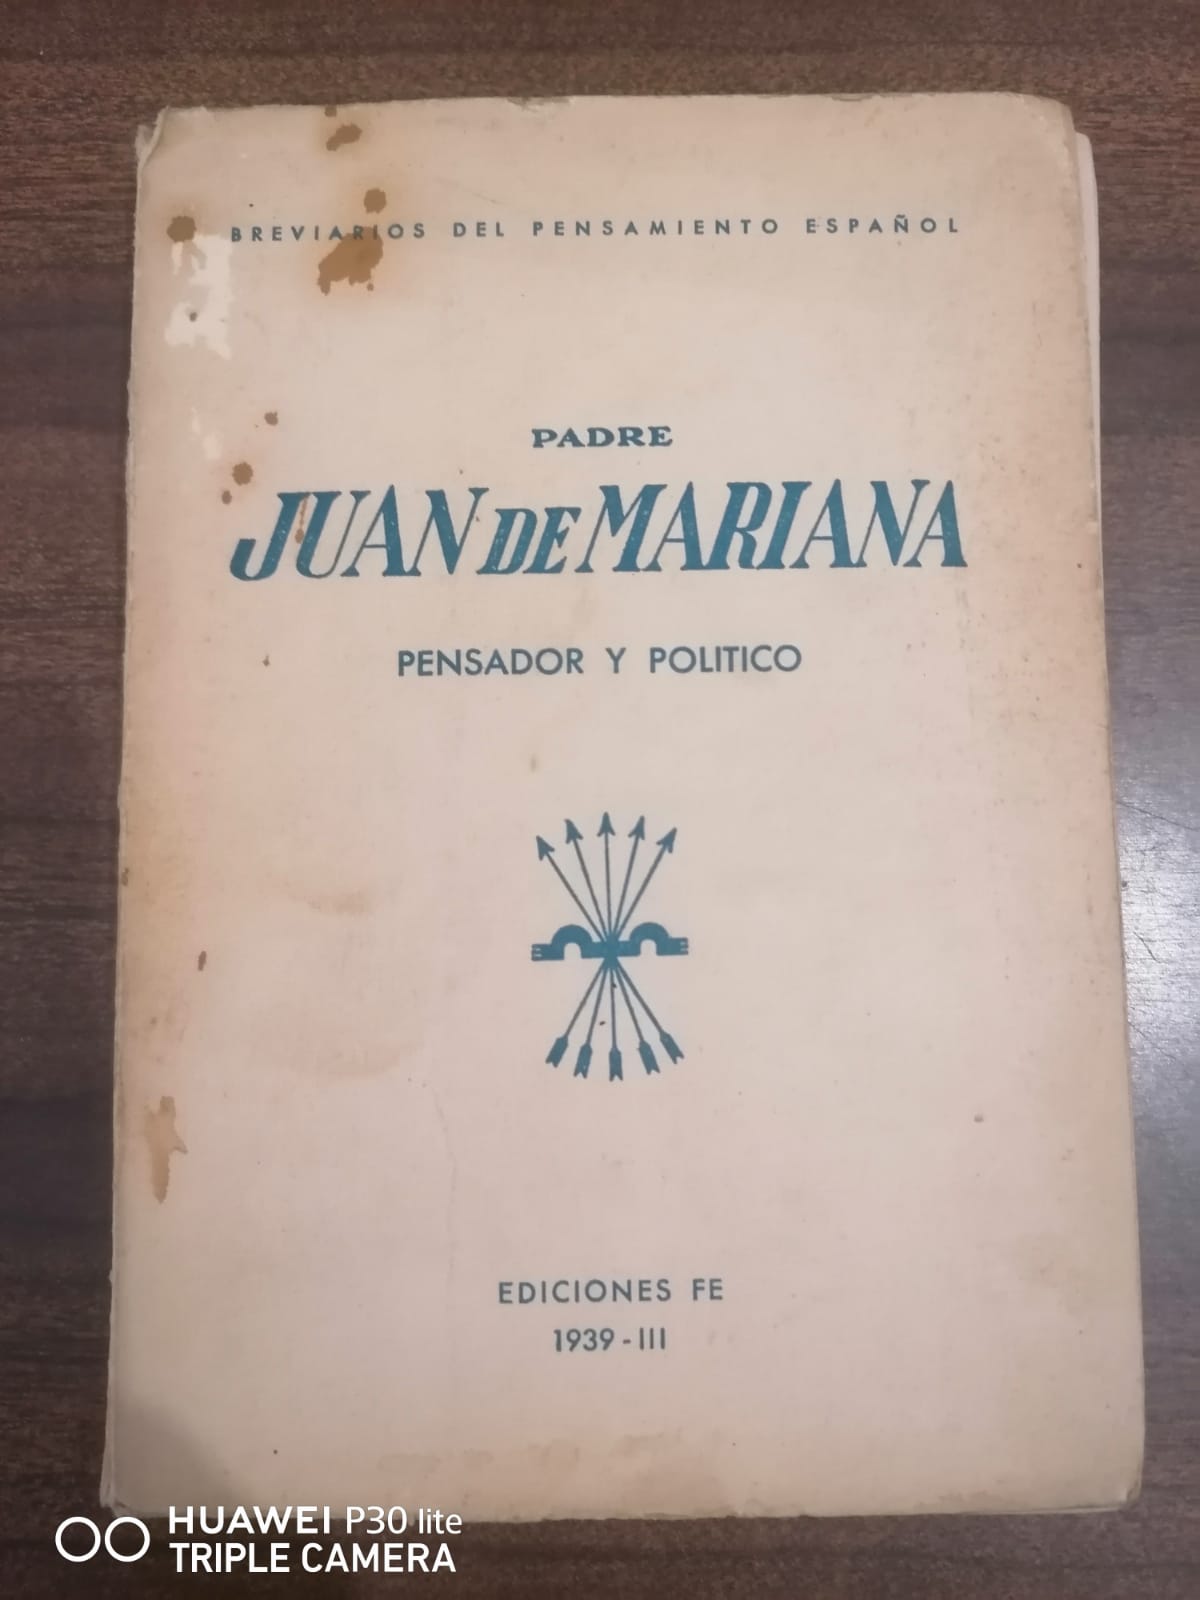 BREVIARIOS DEL PENSAMIENTO ESPAÑOL
PADRE
JUAN DE MARIANA
PENSADOR Y POLITICO
EDICIONES FE
1939 - III
HUAWEI P30 lite
TRIPLE CAMERA